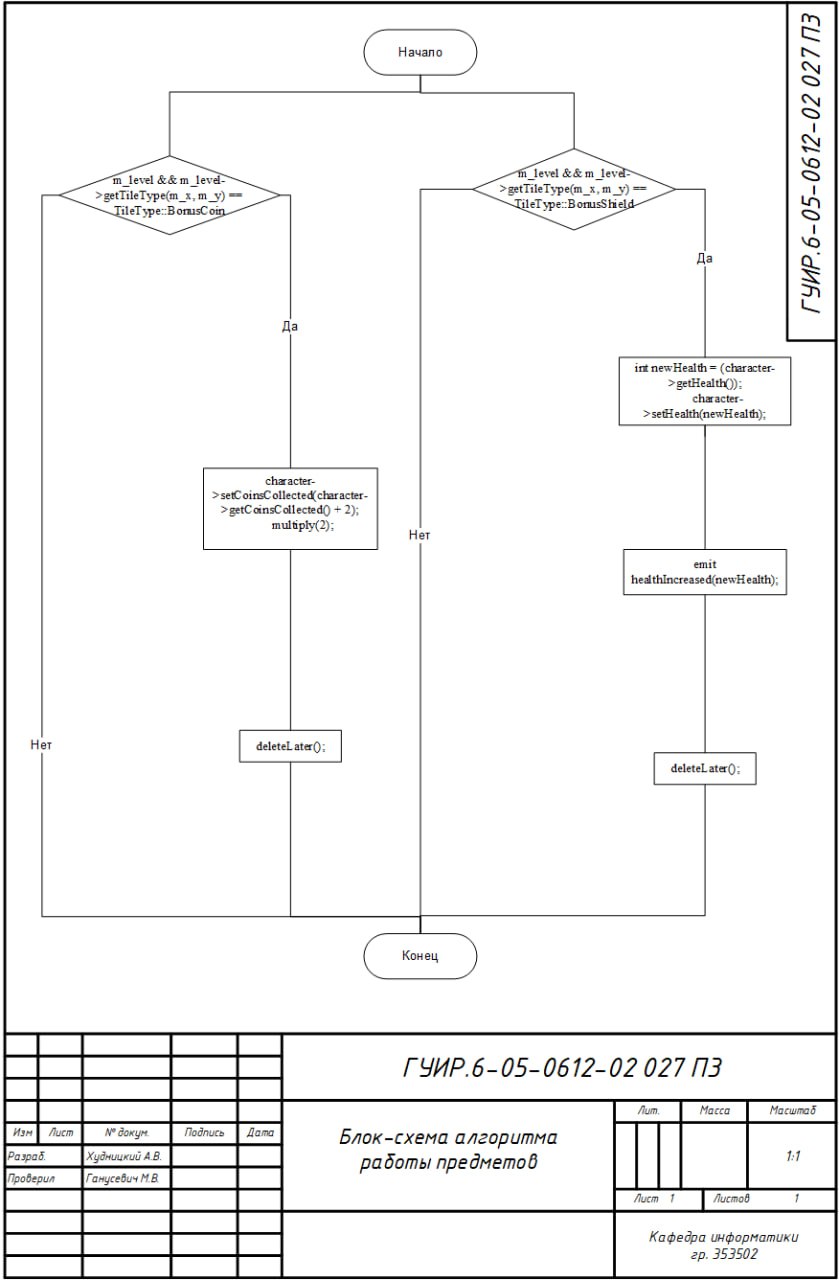 ГУИР.6-05-0612-02 027 ПЗ
Начало
m_level && m_level-
>getTileType(m_x, m_y) ==
TileType::BonusCoin
m_level && m_level-
>getTileType(m_x, m_y) ==
TileType::BonusShield
Да
Да
int newHealth = (character-
>getHealth());
character-
>setHealth(newHealth);
character-
>setCoinsCollected(character-
>getCoinsCollected() + 2);
multiply(2);
Нет
emit
healthIncreased(newHealth);
Нет
deleteLater();
deleteLater();
Конец
ГУИР.6-05-0612-02 027 ПЗ
Изм Лист № докум. Подпись Дата
Разраб. Худницкий А.В.
Проверил Ганусевич М.В.
Блок-схема алгоритма
работы предметов
Лит. Масса Масштаб
1:1
Лист 1 Листов 1
Кафедра информатики
гр. 353502